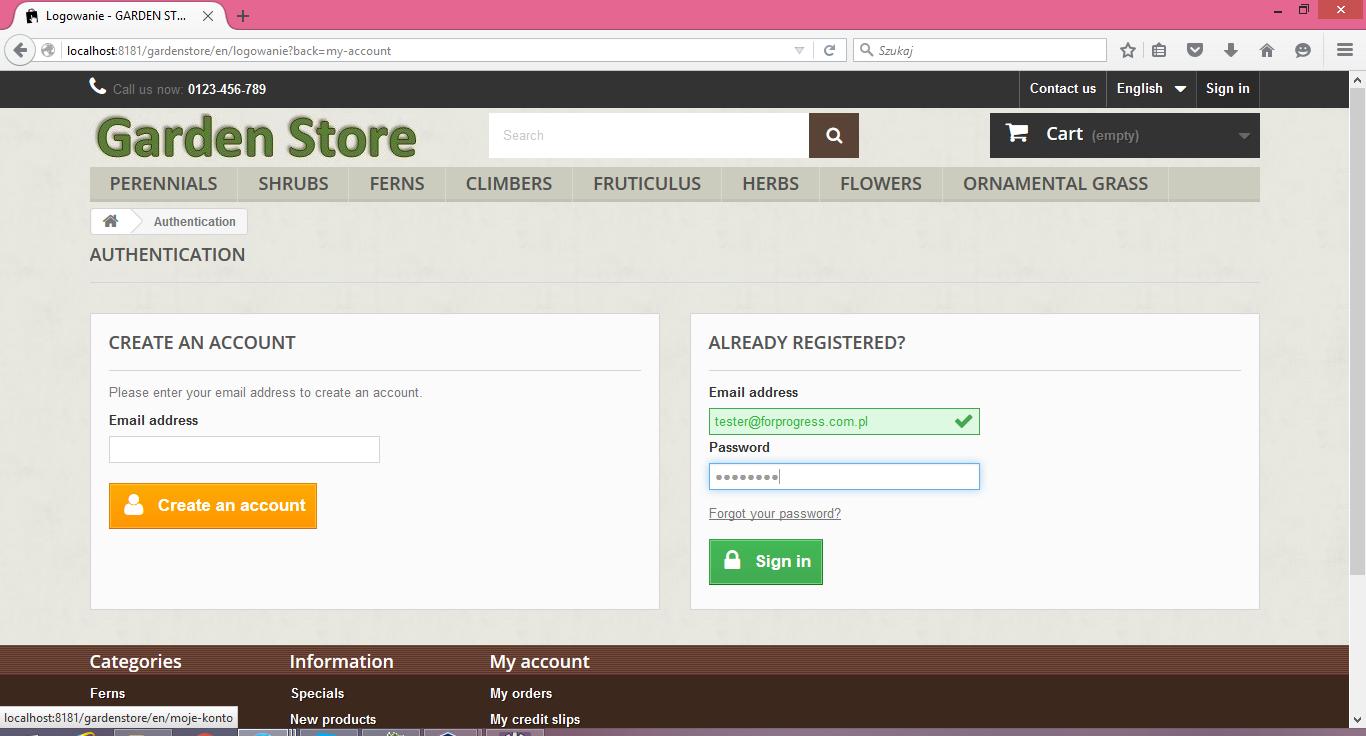 Logowanie - GARDEN ST...
localhost:8181/gardenstore/en/logowanie?back=my-account
Szukaj
Call us now: 0123-456-789
Contact us English Sign in
Garden Store
Search
Cart (empty)
PERENNIALS SHRUBS FERNS CLIMBERS FRUTICULUS HERBS FLOWERS ORNAMENTAL GRASS
Authentication
AUTHENTICATION
CREATE AN ACCOUNT
Please enter your email address to create an account.
Email address
Create an account
ALREADY REGISTERED?
Email address
tester@forprogress.com.pl
Password
••••••••
Forgot your password?
Sign in
Categories
Ferns
Information
Specials
New products
My account
My orders
My credit slips
localhost:8181/gardenstore/en/moje-konto